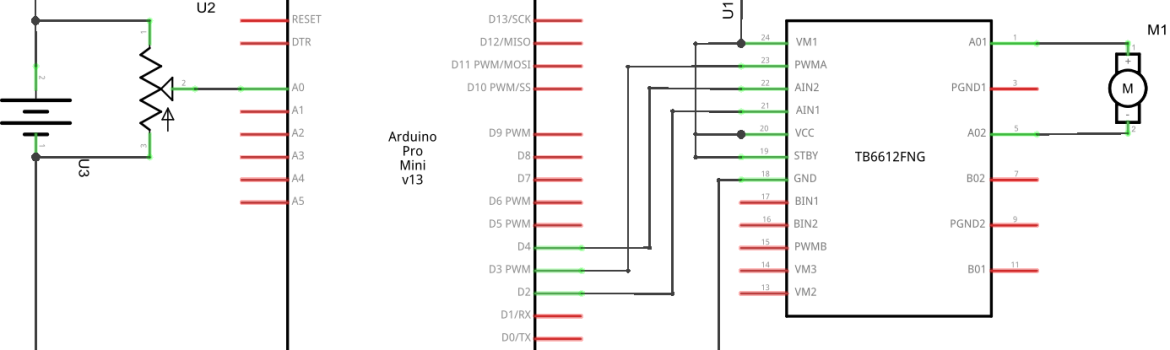 U2
U1
M1
RESET
DTR
A0
A1
A2
A3
A4
A5
2
1
U3
1
2
3
Arduino
Pro
Mini
v13
D13/SCK
D12/MISO
D11 PWM/MOSI
D10 PWM/SS
D9 PWM
D8
D7
D6 PWM
D5 PWM
D4
D3 PWM
D2
D1/RX
D0/TX
24 VM1
23 PWMA
22 AIN2
21 AIN1
20 VCC
19 STBY
18 GND
17 BIN1
16 BIN2
15 PWMB
14 VM3
13 VM2
TB6612FNG
A01 1
PGND1 3
A02 5
B02 7
PGND2 9
B01 11
1
+
M
-
2